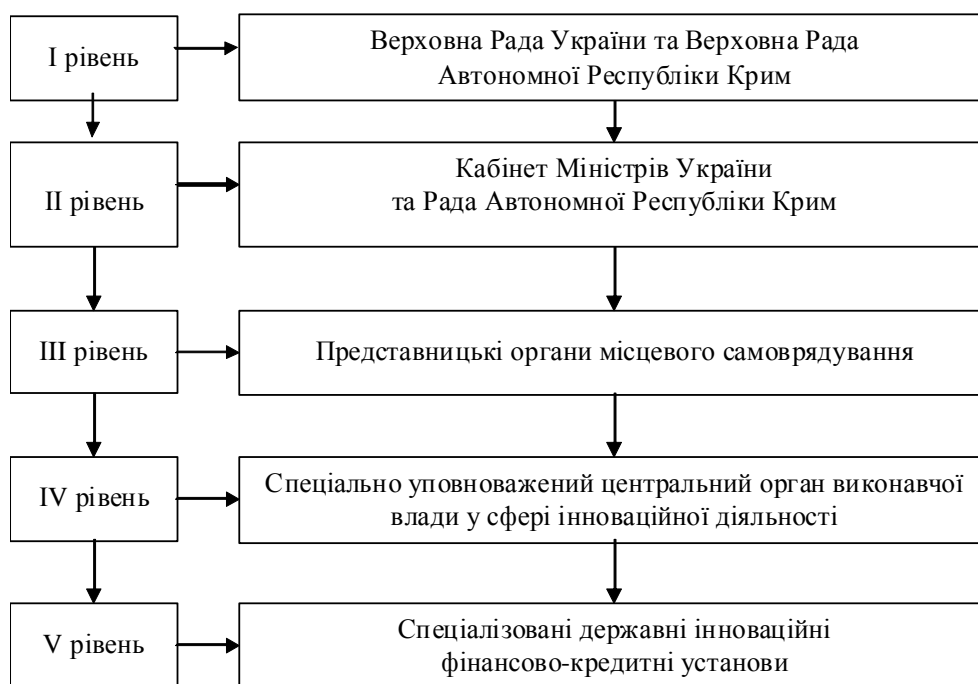 I рівень
Верховна Рада України та Верховна Рада
Автономної Республіки Крим
II рівень
Кабінет Міністрів України
та Рада Автономної Республіки Крим
III рівень
Представницькі органи місцевого самоврядування
IV рівень
Спеціально уповноважений центральний орган виконавчої
влади у сфері інноваційної діяльності
V рівень
Спеціалізовані державні інноваційні
фінансово-кредитні установи